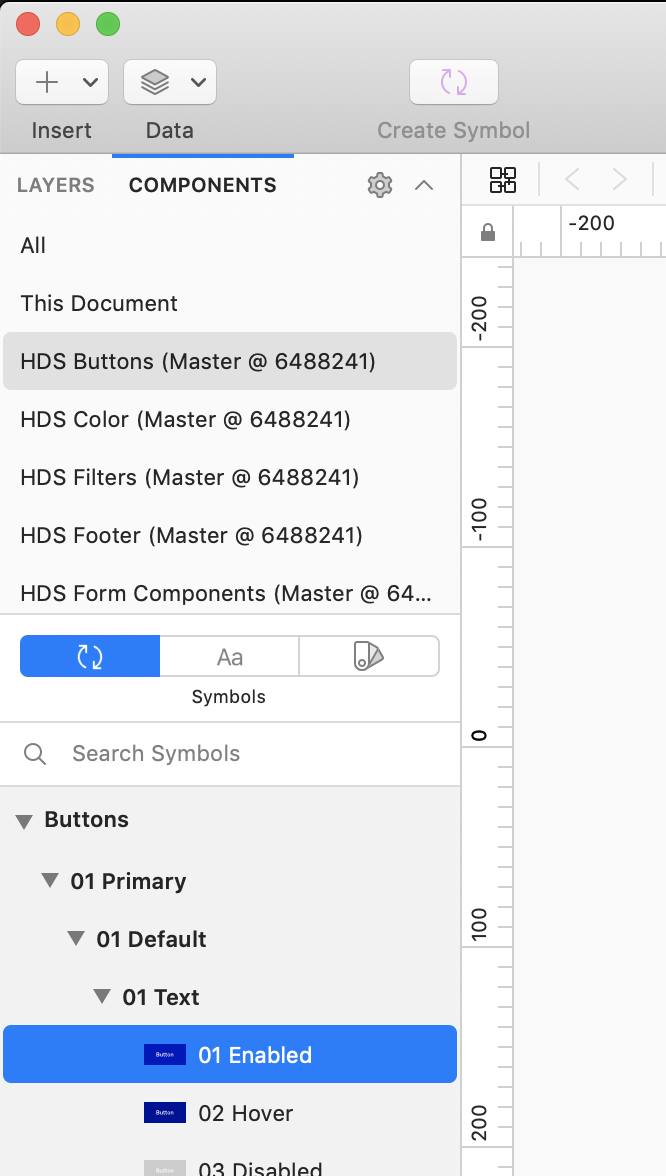 Insert
Data
Create Symbol
LAYERS
COMPONENTS
-200
All
This Document
HDS Buttons (Master @ 6488241)
HDS Color (Master @ 6488241)
HDS Filters (Master @ 6488241)
HDS Footer (Master @ 6488241)
HDS Form Components (Master @ 64...
Aa
Symbols
Search Symbols
Buttons
01 Primary
01 Default
01 Text
Button
01 Enabled
Button
02 Hover
Button
03 Disabled
-200
-100
0
100
200